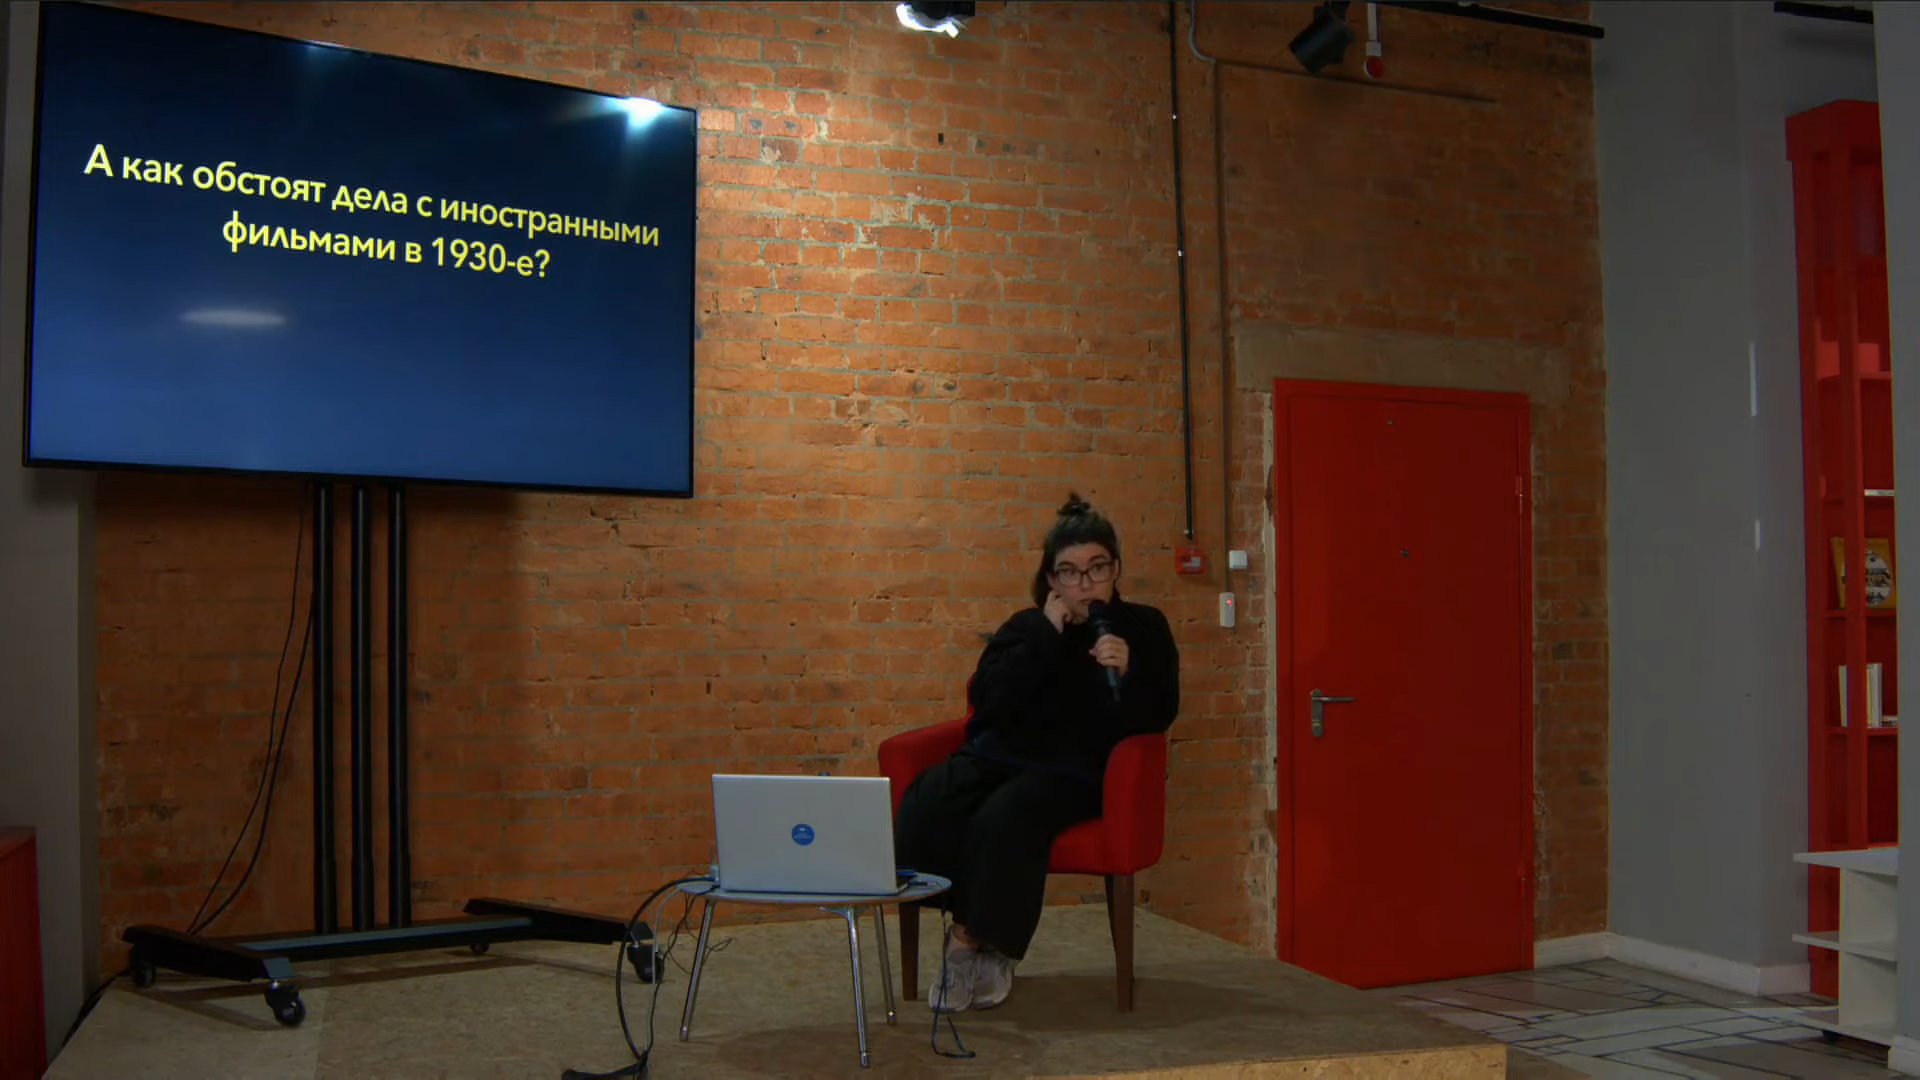 А как обстоят дела с иностранными
фильмами в 1930-е?